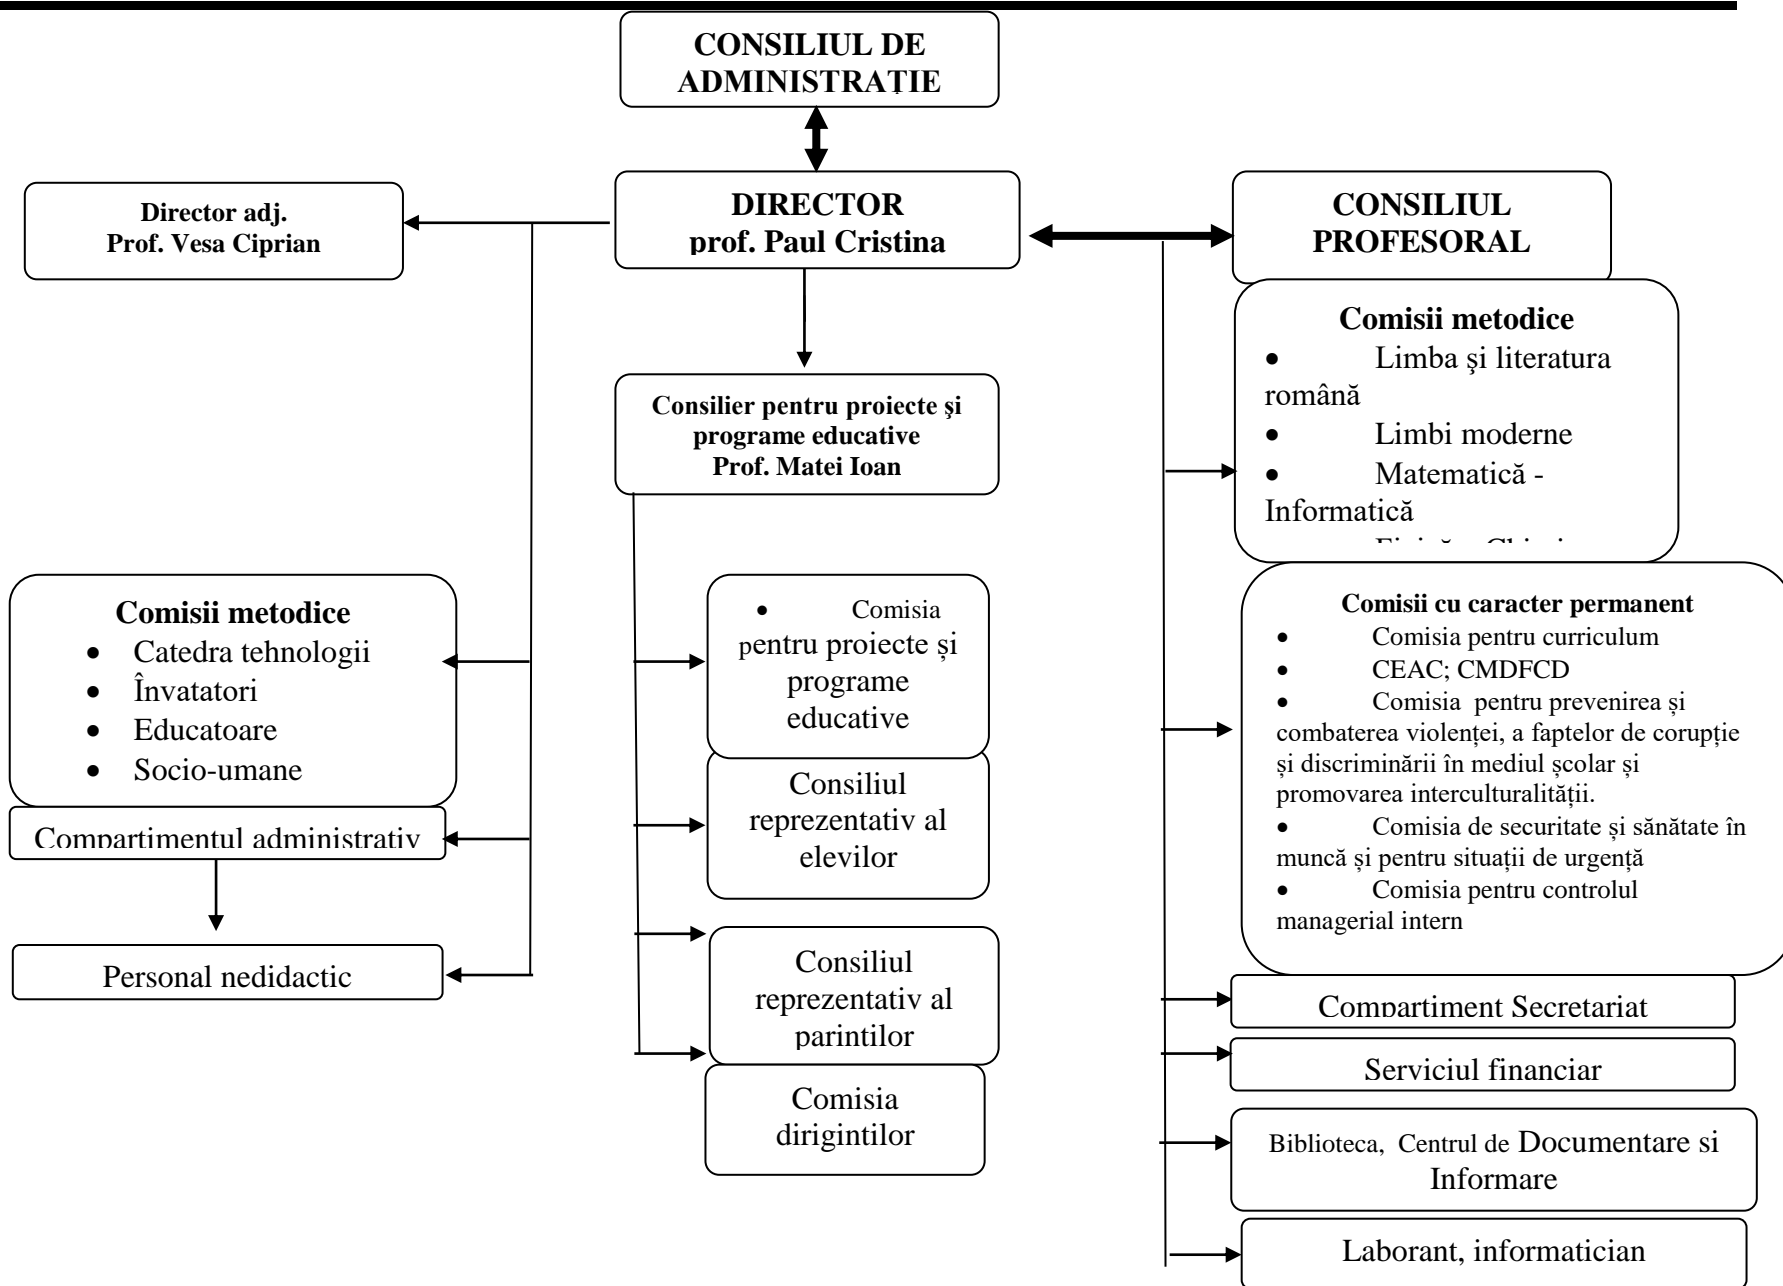 CONSILIUL DE
ADMINISTRAȚIE
Director adj.
Prof. Vesa Ciprian
DIRECTOR
prof. Paul Cristina
CONSILIUL
PROFESORAL
Consilier pentru proiecte şi
programe educative
Prof. Matei Ioan
Comisii metodice
• Limba şi literatura
română
• Limbi moderne
• Matematică -
Informatică
Comisii metodice
• Catedra tehnologii
• Învatatori
• Educatoare
• Socio-umane
Compartimentul administrativ
Personal nedidactic
• Comisia
pentru proiecte și
programe
educative
Consiliul
reprezentativ al
elevilor
Consiliul
reprezentativ al
parintilor
Comisia
dirigintilor
Comisii cu caracter permanent
• Comisia pentru curriculum
• CEAC; CMDFCD
• Comisia pentru prevenirea și
combaterea violenței, a faptelor de corupție
și discriminării în mediul școlar și
promovarea interculturalității.
• Comisia de securitate și sănătate în
muncă și pentru situații de urgență
• Comisia pentru controlul
managerial intern
Compartiment Secretariat
Serviciul financiar
Biblioteca, Centrul de Documentare si
Informare
Laborant, informatician